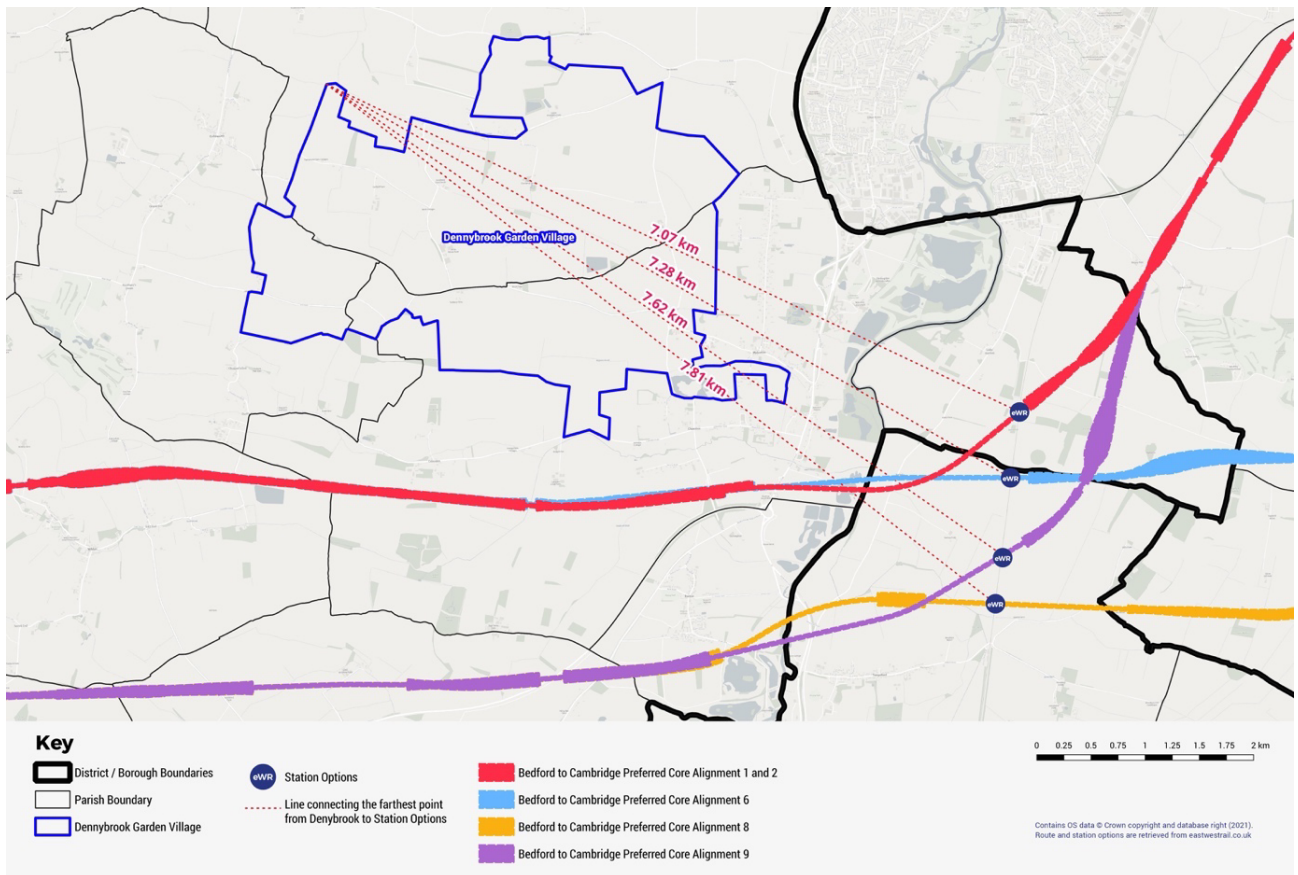 Dennybrook Garden Village
7.07 km
7.28 km
7.62 km
7.81 km
eWR
eWR
eWR
eWR
Key
District / Borough Boundaries
Parish Boundary
Dennybrook Garden Village
eWR
Station Options
Line connecting the farthest point
from Denybrook to Station Options
Bedford to Cambridge Preferred Core Alignment 1 and 2
Bedford to Cambridge Preferred Core Alignment 6
Bedford to Cambridge Preferred Core Alignment 8
Bedford to Cambridge Preferred Core Alignment 9
0 0.25 0.5 0.75 1 1.25 1.5 2 km
Contains OS data © Crown copyright and database right (2021).
Route and station options are retrieved from eastwestrail.co.uk